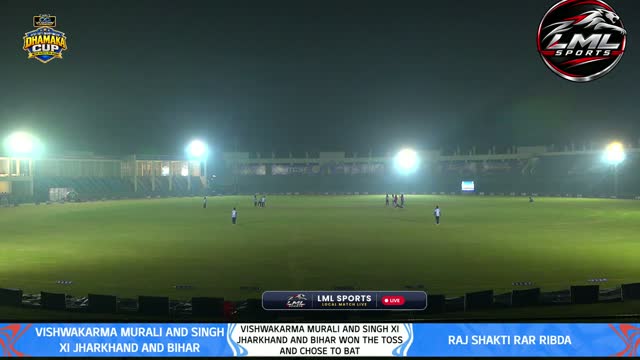 DHAMAKA
CUP
LML
SPORTS
LML SPORTS
LOCAL MATCH LIVE
LIVE
VISHWAKARMA MURALI AND SINGH
XI JHARKHAND AND BIHAR
VISHWAKARMA MURALI AND SINGH XI
JHARKHAND AND BIHAR WON THE TOSS
AND CHOSE TO BAT
RAJ SHAKTI RAR RIBDA